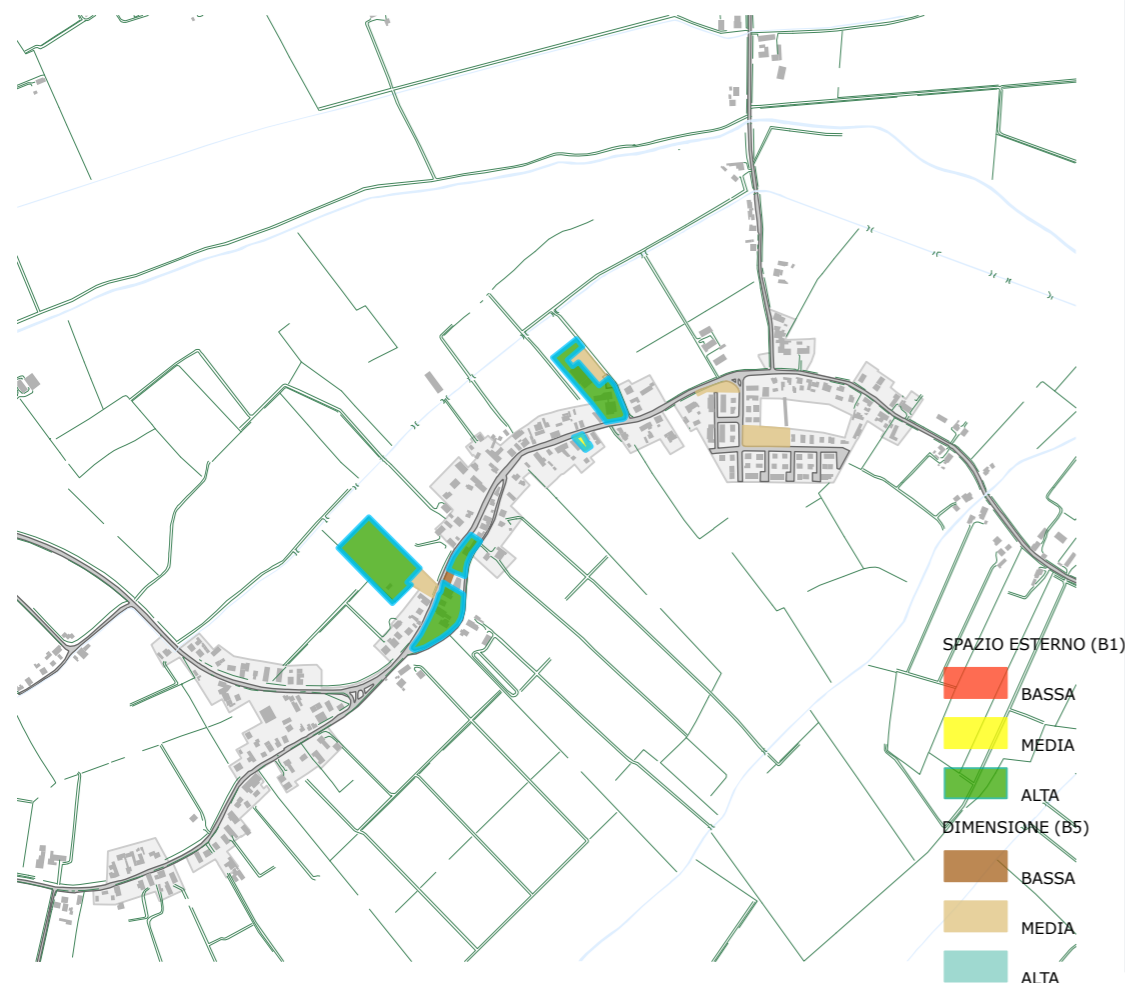 SPAZIO ESTERNO (B1)
BASSA
MEDIA
ALTA
DIMENSIONE (B5)
BASSA
MEDIA
ALTA